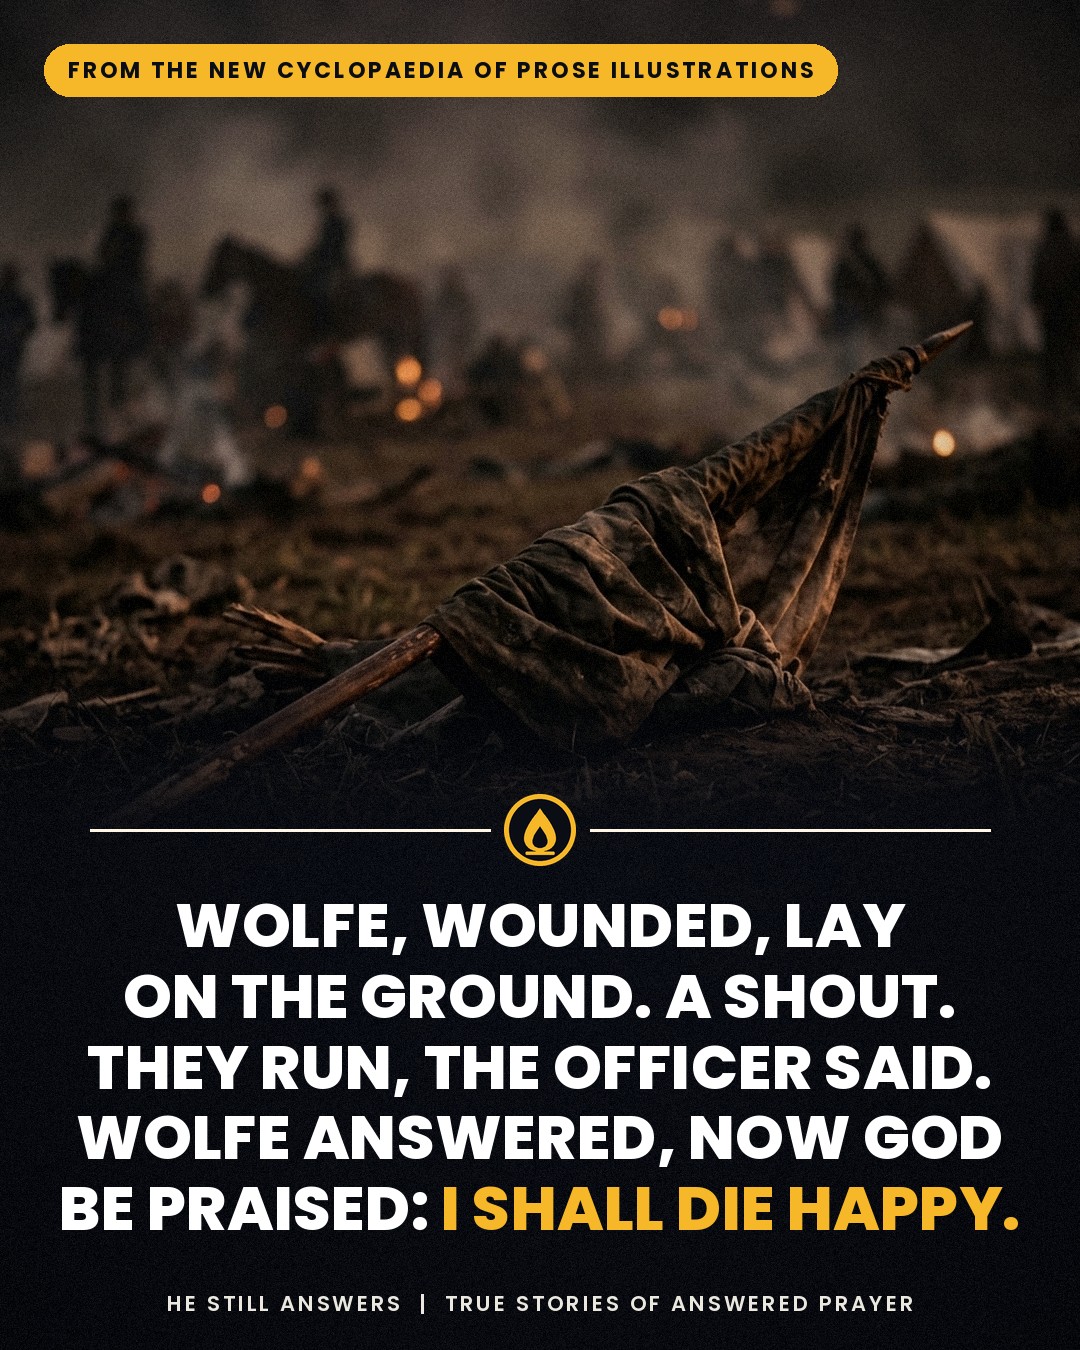 FROM THE NEW CYCLOPAEDIA OF PROSE ILLUSTRATIONS
WOLFE, WOUNDED, LAY
ON THE GROUND. A SHOUT.
THEY RUN, THE OFFICER SAID.
WOLFE ANSWERED, NOW GOD
BE PRAISED: I SHALL DIE HAPPY.
HE STILL ANSWERS | TRUE STORIES OF ANSWERED PRAYER